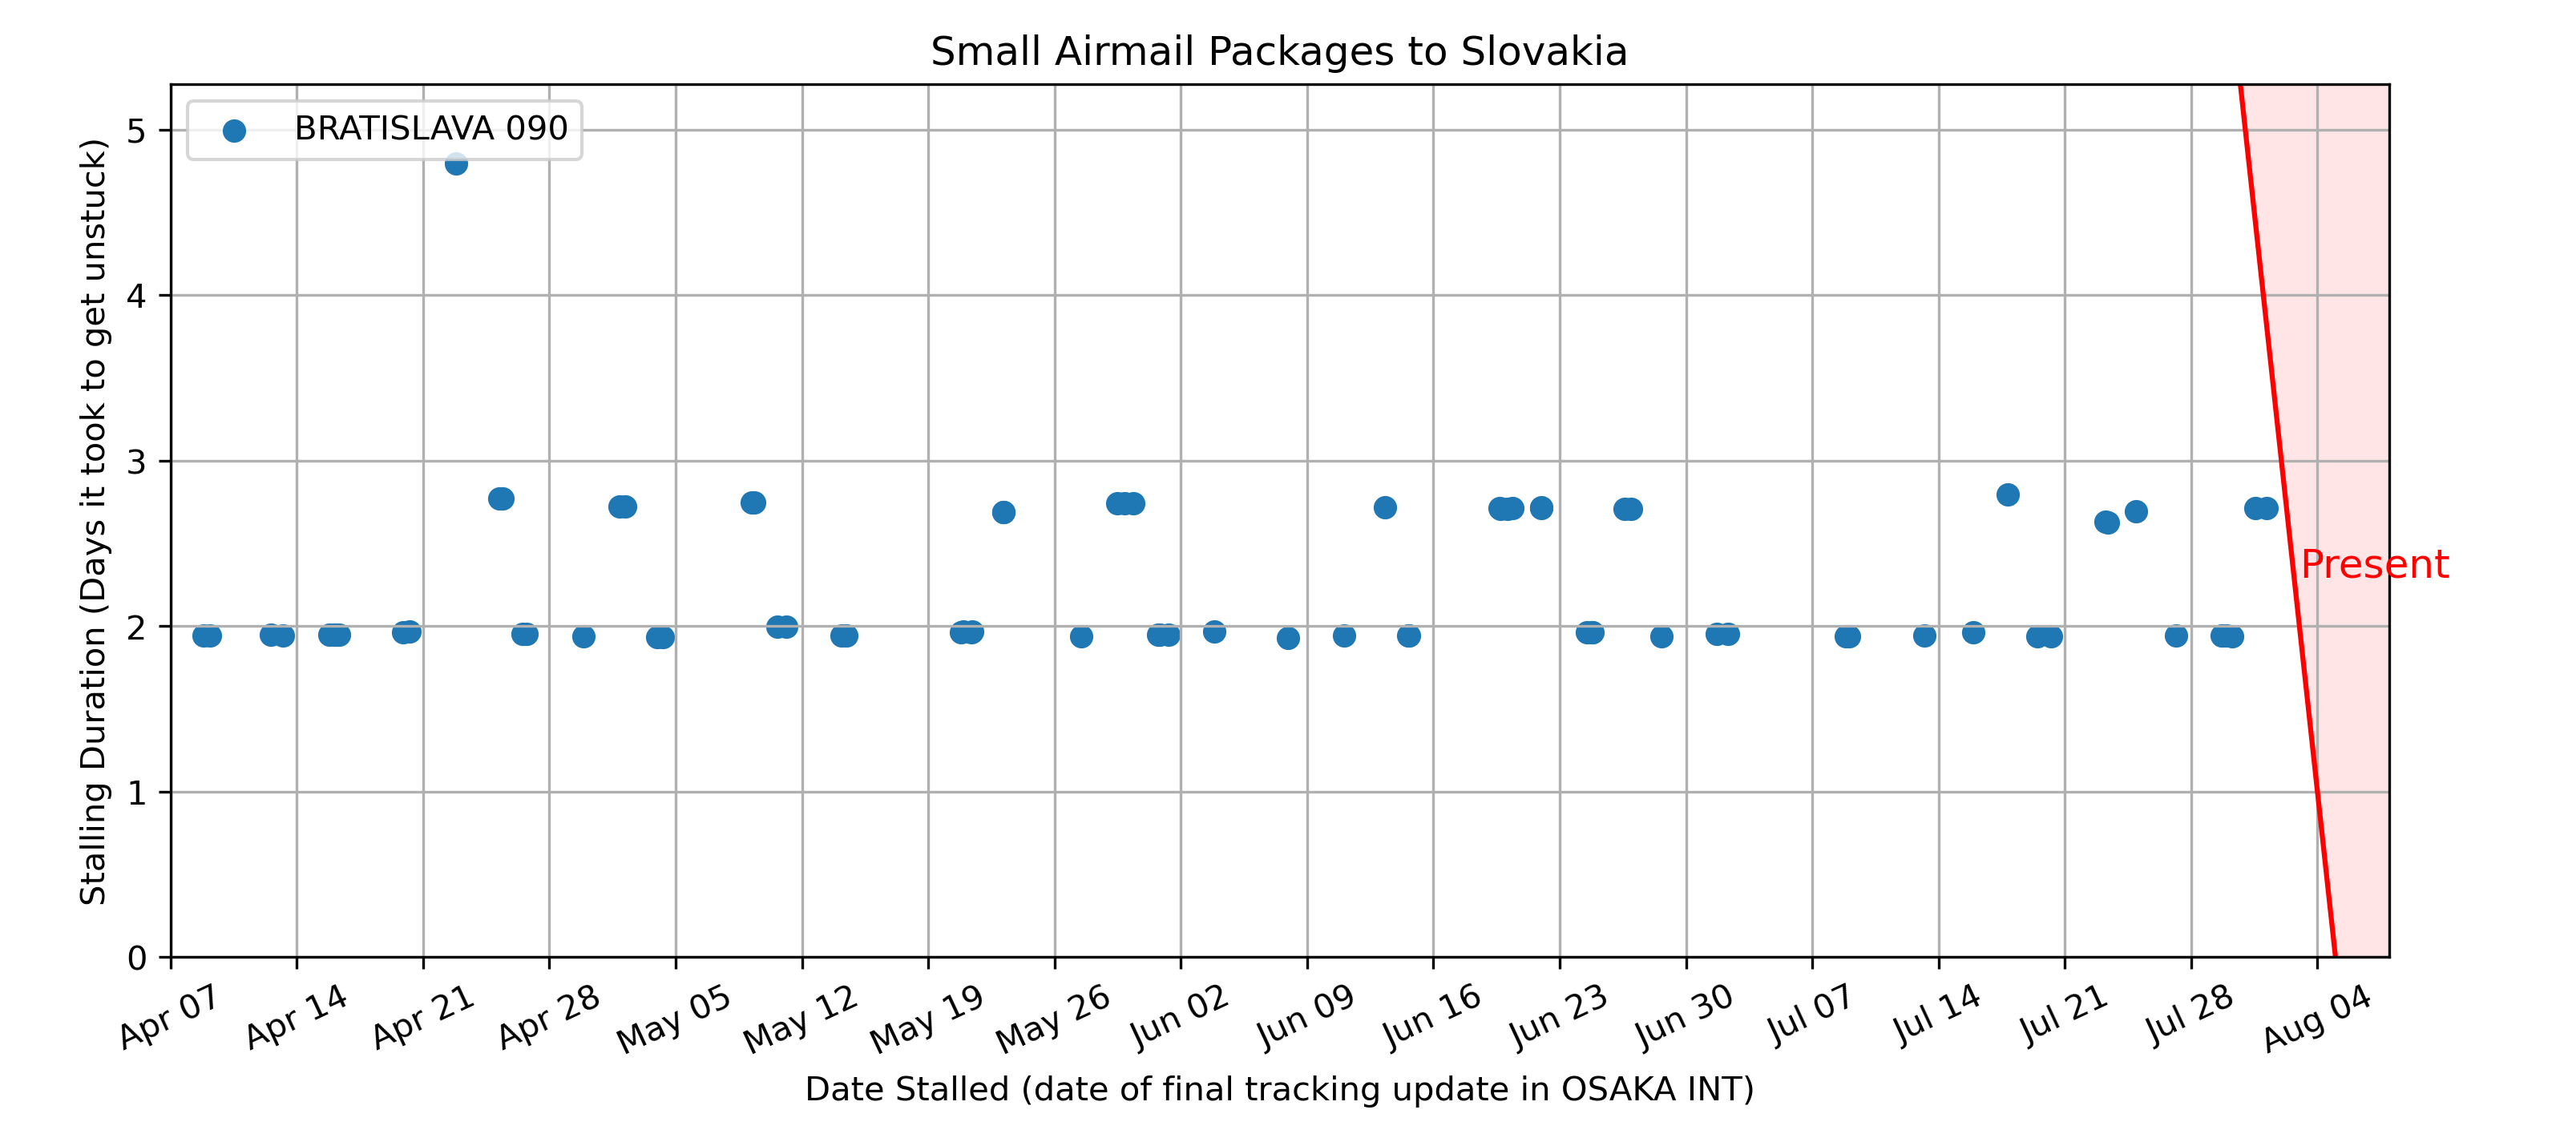 Small Airmail Packages to Slovakia
BRATISLAVA 090
Stalling Duration (Days it took to get unstuck)
5
4
3
2
1
0
Present
Apr 07
Apr 14
Apr 21
Apr 28
May 05
May 12
May 19
May 26
Jun 02
Jun 09
Jun 16
Jun 23
Jun 30
Jul 07
Jul 14
Jul 21
Jul 28
Aug 04
Date Stalled (date of final tracking update in OSAKA INT)